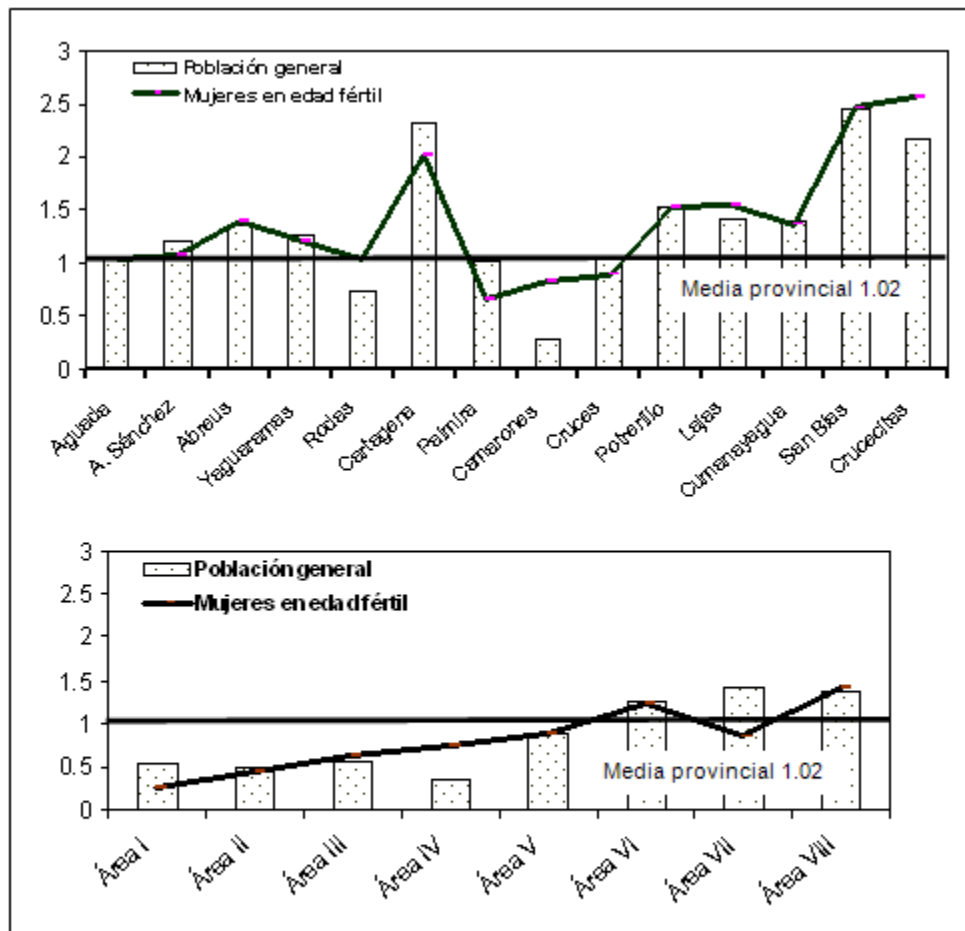 3
2.5
2
1.5
1
0.5
0
Población general
Mujeres en edad fértil
Media provincial 1.02
Aguada
A. Sánchez
Abreus
Yaguaramas
Rodas
Cartagena
Palmira
Camarones
Cruces
Potrerillo
Lajas
Cumanayagua
San Blas
Crucecitas
3
2.5
2
1.5
1
0.5
0
Población general
Mujeres en edad fértil
Media provincial 1.02
Área I
Área II
Área III
Área IV
Área V
Área VI
Área VII
Área VIII